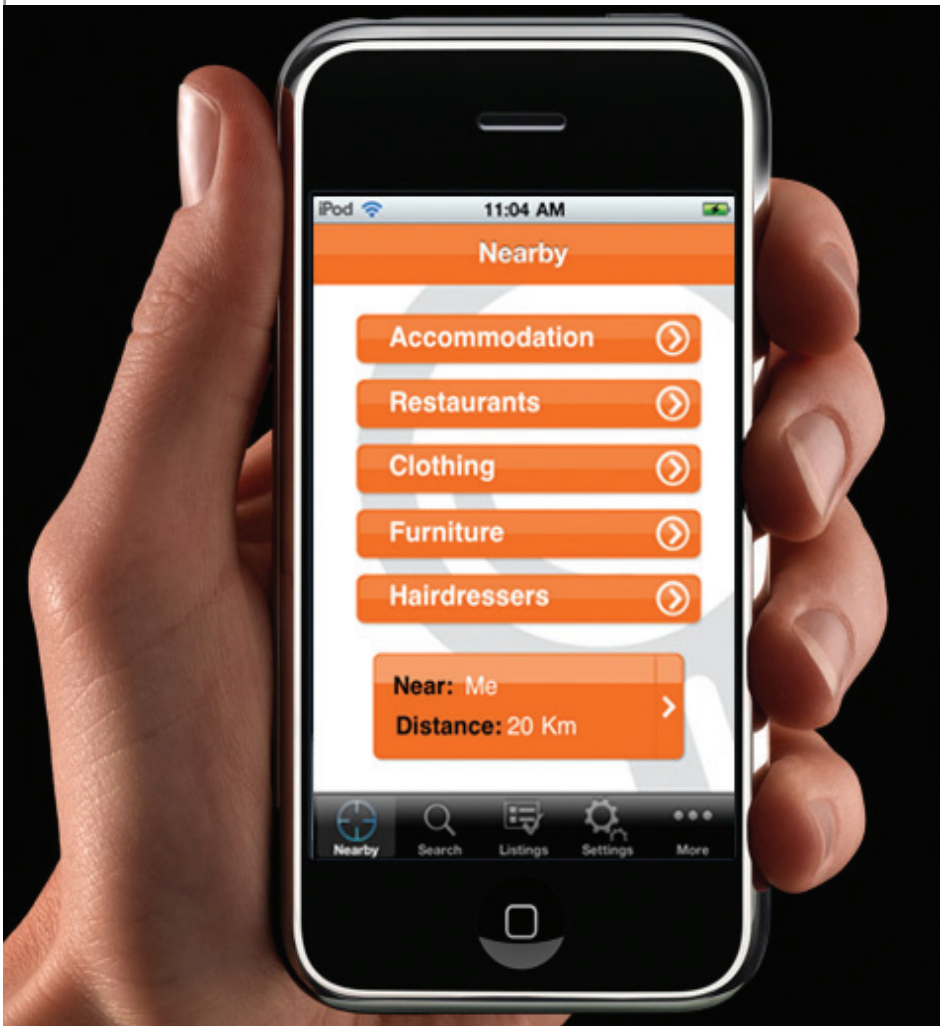 iPod 11:04 AM
Nearby
Accommodation
Restaurants
Clothing
Furniture
Hairdressers
Near: Me
Distance: 20 Km
Nearby Search Listings Settings More